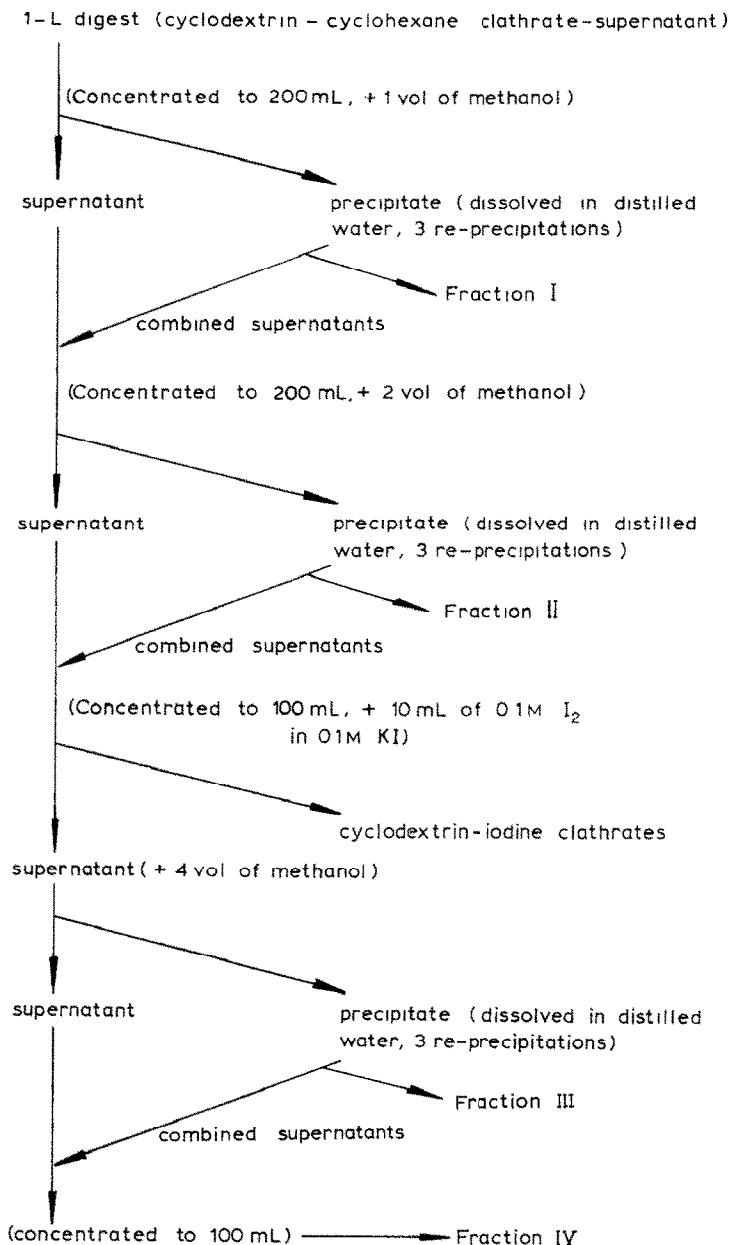 1-L digest (cyclodextrin - cyclohexane clathrate-supernatant)
(Concentrated to 200 mL, + 1 vol of methanol)
supernatant
precipitate (dissolved in distilled
water, 3 re-precipitations)
Fraction I
combined supernatants
(Concentrated to 200 mL, + 2 vol of methanol)
supernatant
precipitate (dissolved in distilled
water, 3 re-precipitations)
Fraction II
combined supernatants
(Concentrated to 100 mL, + 10 mL of 0 1M I₂
in 0 1M KI)
cyclodextrin-iodine clathrates
supernatant (+ 4 vol of methanol)
supernatant
precipitate (dissolved in distilled
water, 3 re-precipitations)
Fraction III
combined supernatants
(concentrated to 100 mL)
Fraction IV